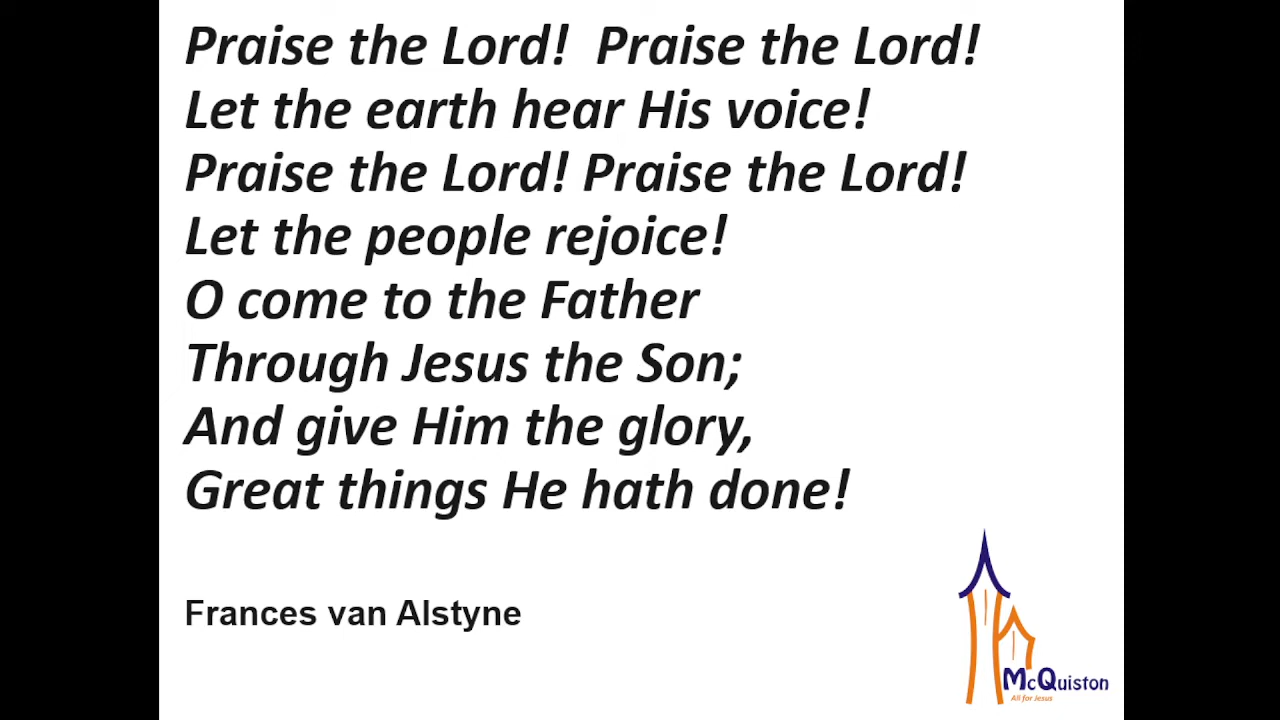 Praise the Lord!  Praise the Lord!
Let the earth hear His voice!
Praise the Lord! Praise the Lord!
Let the people rejoice!
O come to the Father
Through Jesus the Son;
And give Him the glory,
Great things He hath done!
Frances van Alstyne
McQuiston
All for Jesus